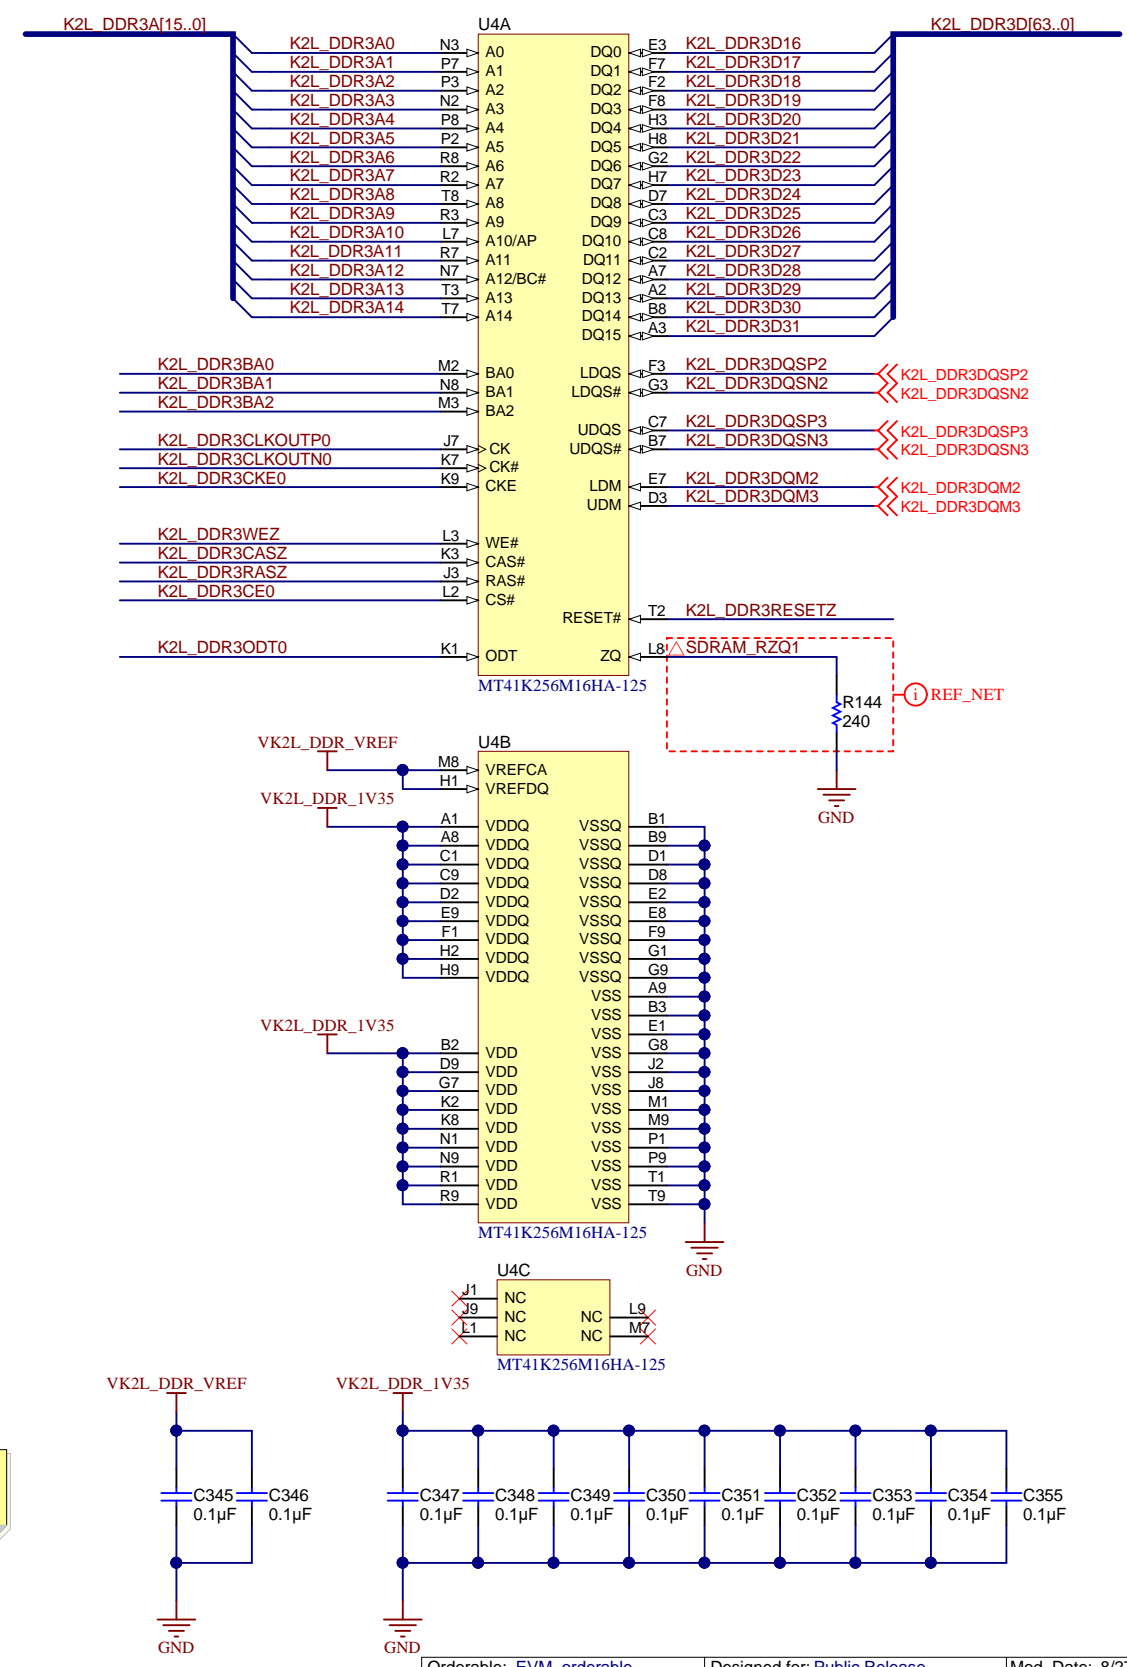 K2L_DDR3A[15..0]
U4A
K2L_DDR3D[63..0]
K2L_DDR3A0 N3 A0 DQ0 E3 K2L_DDR3D16
K2L_DDR3A1 P7 A1 DQ1 F7 K2L_DDR3D17
K2L_DDR3A2 P3 A2 DQ2 F2 K2L_DDR3D18
K2L_DDR3A3 N2 A3 DQ3 F8 K2L_DDR3D19
K2L_DDR3A4 P8 A4 DQ4 H3 K2L_DDR3D20
K2L_DDR3A5 P2 A5 DQ5 H8 K2L_DDR3D21
K2L_DDR3A6 R8 A6 DQ6 G2 K2L_DDR3D22
K2L_DDR3A7 R2 A7 DQ7 H7 K2L_DDR3D23
K2L_DDR3A8 T8 A8 DQ8 D7 K2L_DDR3D24
K2L_DDR3A9 R3 A9 DQ9 C3 K2L_DDR3D25
K2L_DDR3A10 L7 A10/AP DQ10 C8 K2L_DDR3D26
K2L_DDR3A11 R7 A11 DQ11 C2 K2L_DDR3D27
K2L_DDR3A12 N7 A12/BC# DQ12 A7 K2L_DDR3D28
K2L_DDR3A13 T3 A13 DQ13 A2 K2L_DDR3D29
K2L_DDR3A14 T7 A14 DQ14 B8 K2L_DDR3D30
DQ15 A3 K2L_DDR3D31
K2L_DDR3BA0 M2 BA0 LDQS F3 K2L_DDR3DQSP2 K2L_DDR3DQSP2
K2L_DDR3BA1 N8 BA1 LDQS# G3 K2L_DDR3DQSN2 K2L_DDR3DQSN2
K2L_DDR3BA2 M3 BA2
UDQS C7 K2L_DDR3DQSP3 K2L_DDR3DQSP3
K2L_DDR3CLKOUTP0 J7 CK UDQS# B7 K2L_DDR3DQSN3 K2L_DDR3DQSN3
K2L_DDR3CLKOUTN0 K7 CK#
K2L_DDR3CKE0 K9 CKE LDM E7 K2L_DDR3DQM2 K2L_DDR3DQM2
UDM D3 K2L_DDR3DQM3 K2L_DDR3DQM3
K2L_DDR3WEZ L3 WE#
K2L_DDR3CASZ K3 CAS#
K2L_DDR3RASZ J3 RAS#
K2L_DDR3CE0 L2 CS#
RESET# T2 K2L_DDR3RESETZ
K2L_DDR3ODT0 K1 ODT ZQ L8 SDRAM_RZQ1
MT41K256M16HA-125
R144
240
i REF_NET
GND
U4B
VK2L_DDR_VREF
M8 VREFCA
H1 VREFDQ
VK2L_DDR_1V35
A1 VDDQ VSSQ B1
A8 VDDQ VSSQ B9
C1 VDDQ VSSQ D1
C9 VDDQ VSSQ D8
D2 VDDQ VSSQ E2
E9 VDDQ VSSQ E8
F1 VDDQ VSSQ F9
H2 VDDQ VSSQ G1
H9 VDDQ VSSQ G9
VSS A9
VSS B3
VK2L_DDR_1V35
VSS E1
B2 VDD VSS G8
D9 VDD VSS J2
G7 VDD VSS J8
K2 VDD VSS M1
K8 VDD VSS M9
N1 VDD VSS P1
N9 VDD VSS P9
R1 VDD VSS T1
R9 VDD VSS T9
MT41K256M16HA-125
GND
U4C
J1 NC
J9 NC NC L9
L1 NC NC M7
MT41K256M16HA-125
VK2L_DDR_VREF VK2L_DDR_1V35
C345 C346 C347 C348 C349 C350 C351 C352 C353 C354 C355
0.1µF 0.1µF 0.1µF 0.1µF 0.1µF 0.1µF 0.1µF 0.1µF 0.1µF 0.1µF 0.1µF
GND GND
Orderable: EVM_orderable Designed for: Public Release Mod. Date: 8/